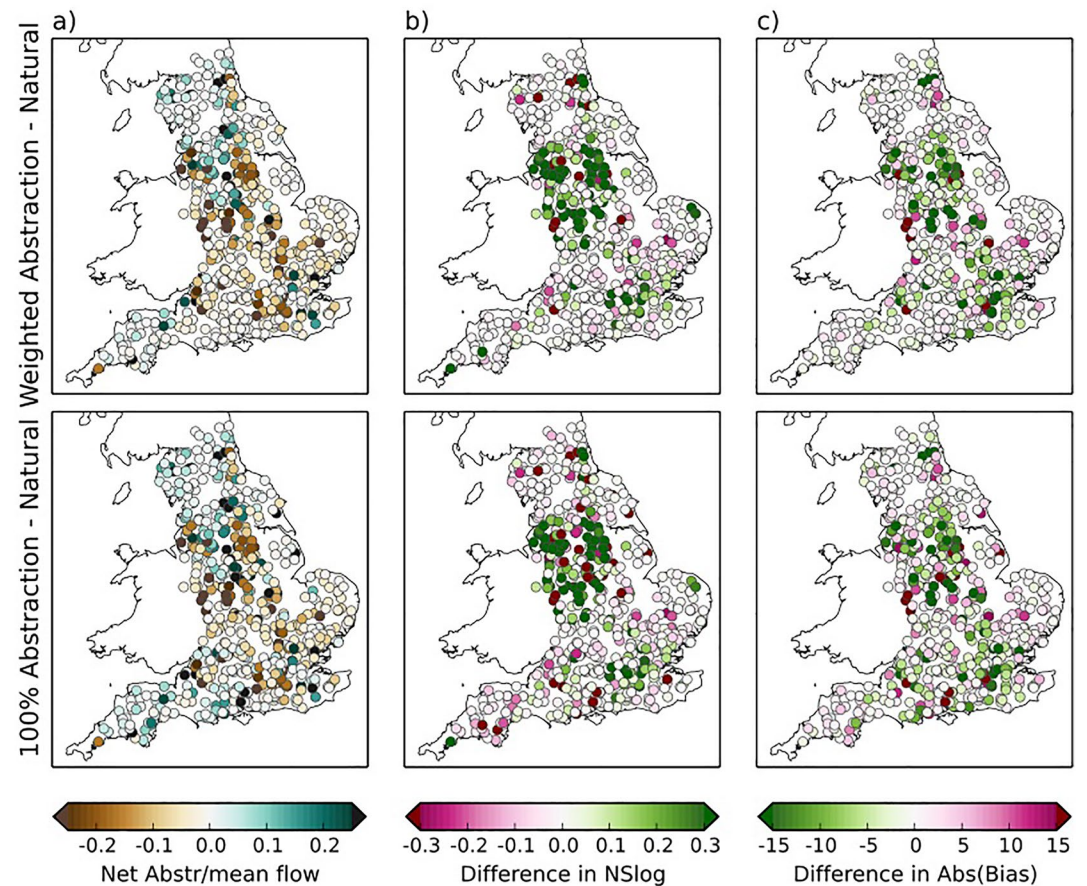 a)
b)
c)
Weighted Abstraction - Natural
100% Abstraction - Natural
-0.2 -0.1 0.0 0.1 0.2
Net Abstr/mean flow
-0.3 -0.2 -0.1 0.0 0.1 0.2 0.3
Difference in NSlog
-15 -10 -5 0 5 10 15
Difference in Abs(Bias)